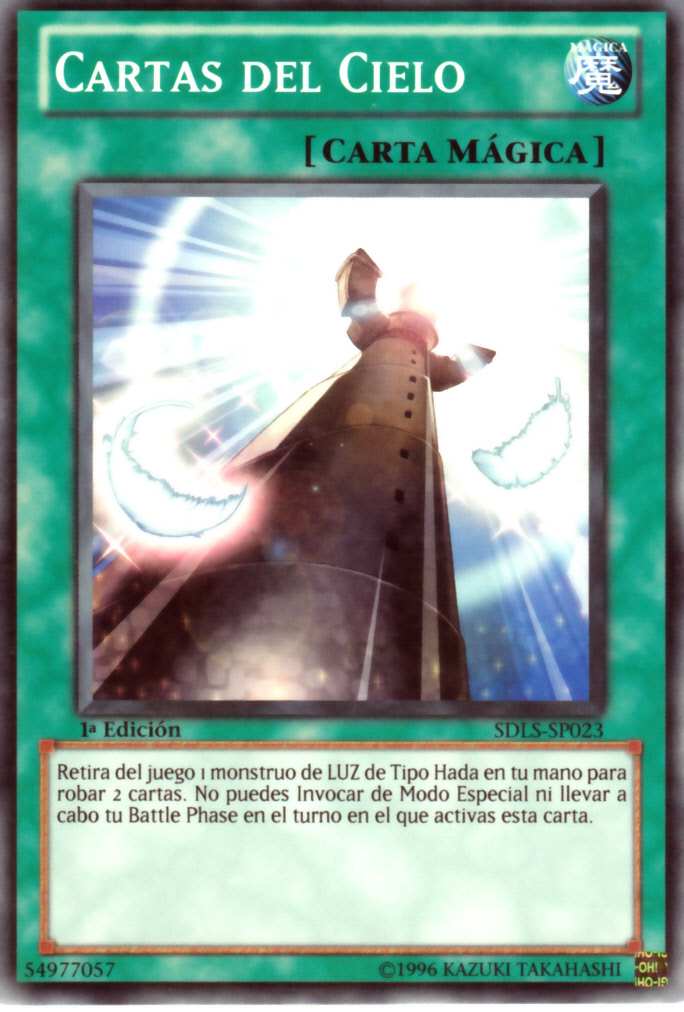 CARTAS DEL CIELO
MÁGICA
魔
[CARTA MÁGICA]
1ª Edición
SDLS-SP023
Retira del juego 1 monstruo de LUZ de Tipo Hada en tu mano para
robar 2 cartas. No puedes Invocar de Modo Especial ni llevar a
cabo tu Battle Phase en el turno en el que activas esta carta.
54977057
©1996 KAZUKI TAKAHASHI
-OH!